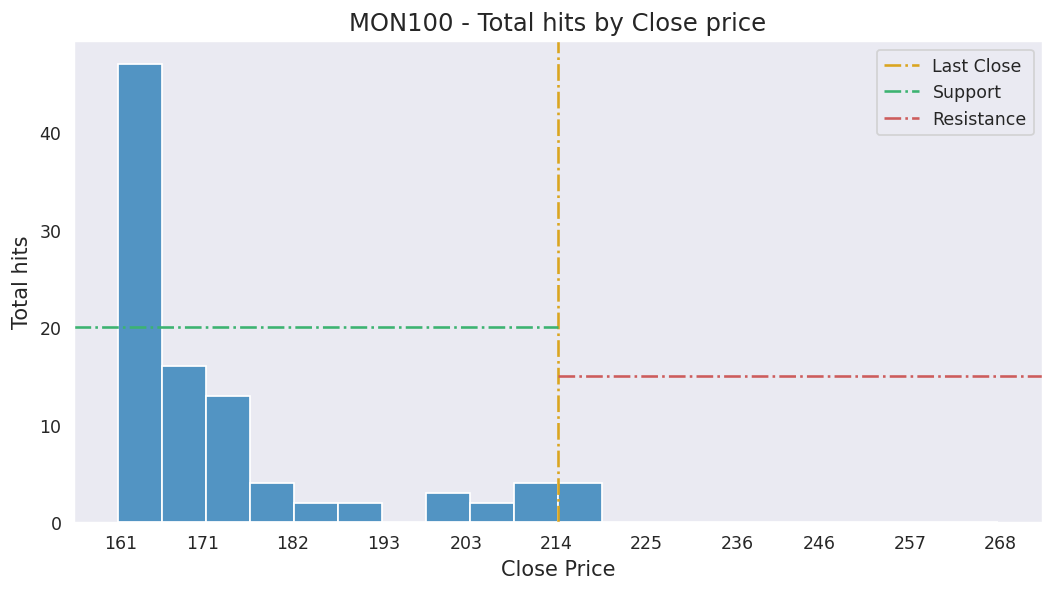 MON100 - Total hits by Close price
Last Close
Support
Resistance
Total hits
40
30
20
10
0
161 171 182 193 203 214 225 236 246 257 268
Close Price